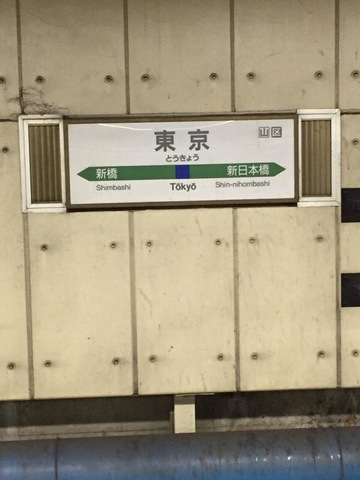 東京
山区
とうきょう
新橋
新日本橋
Shimbashi
Tōkyō
Shin-nihombashi